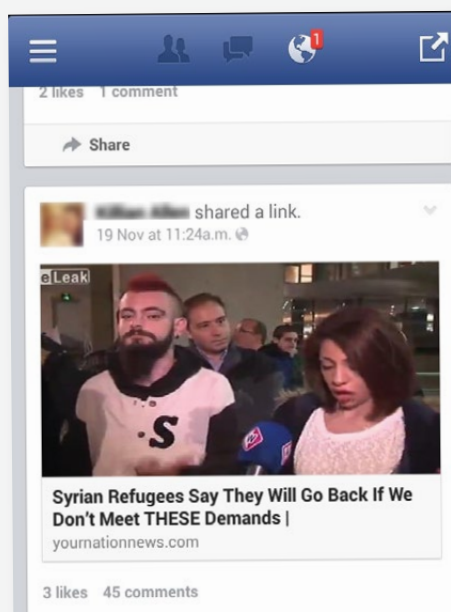 1
2 likes 1 comment
Share
shared a link.
19 Nov at 11:24a.m.
eLeak
S
Syrian Refugees Say They Will Go Back If We
Don't Meet THESE Demands |
yournationnews.com
3 likes 45 comments